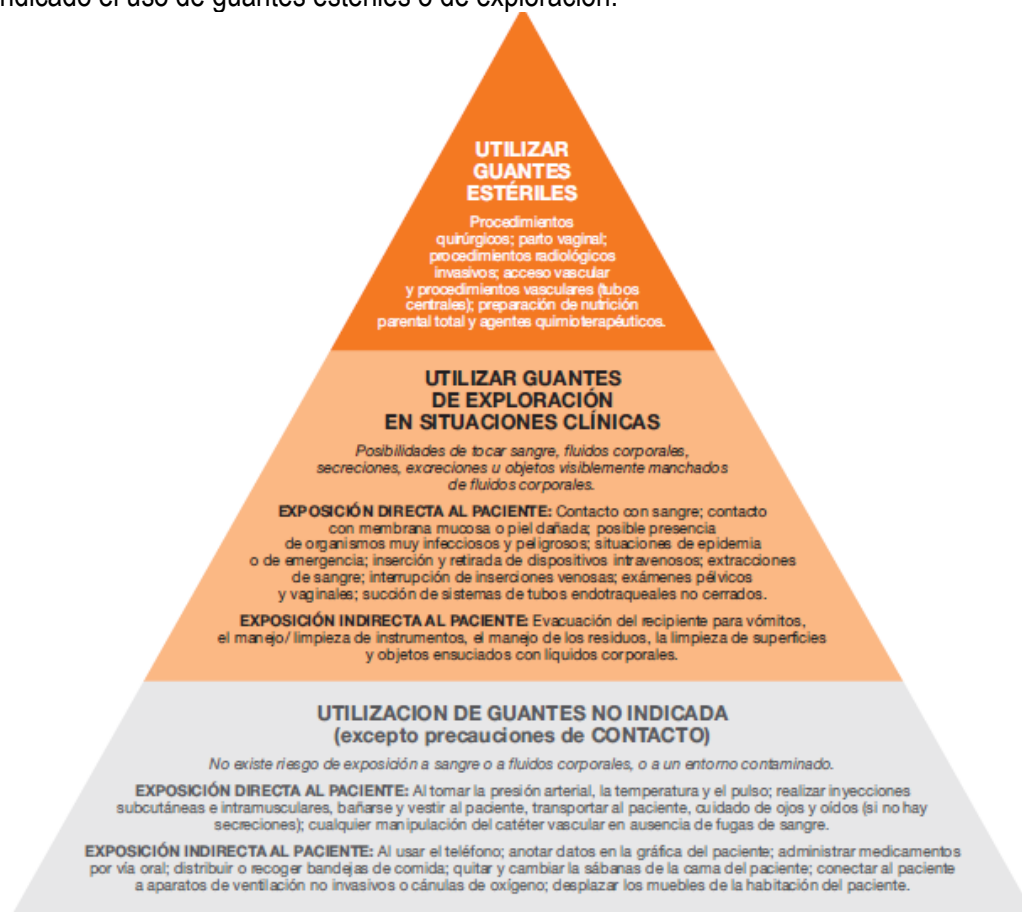 indicado el uso de guantes estériles o de exploración.
UTILIZAR
GUANTES
ESTÉRILES
Procedimientos
quirúrgicos; parto vaginal;
procedimientos radiológicos
invasivos; acceso vascular
y procedimientos vasculares (tubos
centrales); preparación de nutrición
parental total y agentes quimioterapéuticos.
UTILIZAR GUANTES
DE EXPLORACIÓN
EN SITUACIONES CLÍNICAS
Posibilidades de tocar sangre, fluidos corporales,
secreciones, excreciones u objetos visiblemente manchados
de fluidos corporales.
EXPOSICIÓN DIRECTA AL PACIENTE: Contacto con sangre; contacto
con membrana mucosa o piel dañada; posible presencia
de organismos muy infecciosos y peligrosos; situaciones de epidemia
o de emergencia; inserción y retirada de dispositivos intravenosos; extracciones
de sangre; interrupción de inserciones venosas; exámenes pélvicos
y vaginales; succión de sistemas de tubos endotraqueales no cerrados.
EXPOSICIÓN INDIRECTA AL PACIENTE: Evacuación del recipiente para vómitos,
el manejo/ limpieza de instrumentos, el manejo de los residuos, la limpieza de superficies
y objetos ensuciados con líquidos corporales.
UTILIZACION DE GUANTES NO INDICADA
(excepto precauciones de CONTACTO)
No existe riesgo de exposición a sangre o a fluidos corporales, o a un entorno contaminado.
EXPOSICIÓN DIRECTA AL PACIENTE: Al tomar la presión arterial, la temperatura y el pulso; realizar inyecciones
subcutáneas e intramusculares, bañarse y vestir al paciente, transportar al paciente, cuidado de ojos y oídos (si no hay
secreciones); cualquier manipulación del catéter vascular en ausencia de fugas de sangre.
EXPOSICIÓN INDIRECTA AL PACIENTE: Al usar el teléfono; anotar datos en la gráfica del paciente; administrar medicamentos
por vía oral; distribuir o recoger bandejas de comida; quitar y cambiar la sábanas de la cama del paciente; conectar al paciente
a aparatos de ventilación no invasivos o cánulas de oxígeno; desplazar los muebles de la habitación del paciente.